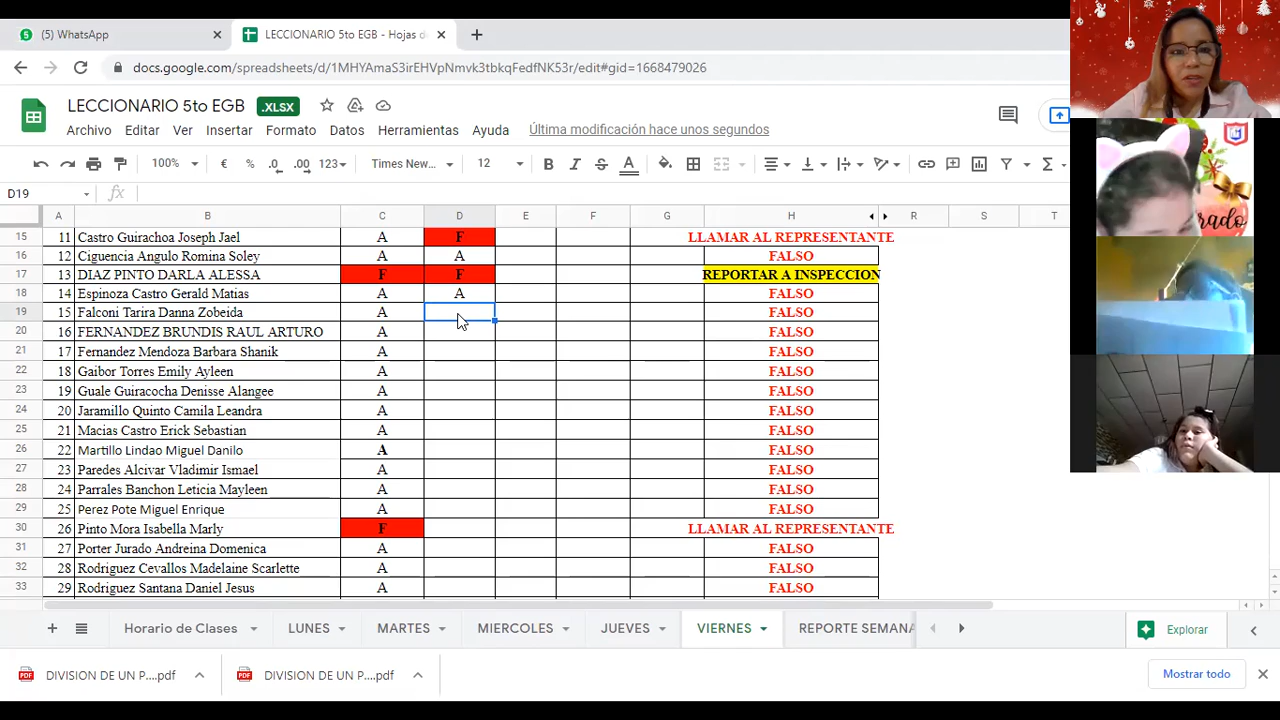 (5) WhatsApp
LECCIONARIO 5to EGB - Hojas d
docs.google.com/spreadsheets/d/1MHYAmaS3irEHVpNmvk3tbkqFedfNK53r/edit#gid=1668479026
LECCIONARIO 5to EGB .XLSX
Archivo Editar Ver Insertar Formato Datos Herramientas Ayuda Última modificación hace unos segundos
100% € % .0 .00 123 Times New... 12 B I S A
D19 fx
A B C D E F G H R S T
15 11 Castro Guirachoa Joseph Jael A F LLAMAR AL REPRESENTANTE
16 12 Ciguencia Angulo Romina Soley A A FALSO
17 13 DIAZ PINTO DARLA ALESSA F F REPORTAR A INSPECCION
18 14 Espinoza Castro Gerald Matias A A FALSO
19 15 Falconi Tarira Danna Zobeida A FALSO
20 16 FERNANDEZ BRUNDIS RAUL ARTURO A FALSO
21 17 Fernandez Mendoza Barbara Shanik A FALSO
22 18 Gaibor Torres Emily Ayleen A FALSO
23 19 Guale Guiracocha Denisse Alangee A FALSO
24 20 Jaramillo Quinto Camila Leandra A FALSO
25 21 Macias Castro Erick Sebastian A FALSO
26 22 Martillo Lindao Miguel Danilo A FALSO
27 23 Paredes Alcivar Vladimir Ismael A FALSO
28 24 Parrales Banchon Leticia Mayleen A FALSO
29 25 Perez Pote Miguel Enrique A FALSO
30 26 Pinto Mora Isabella Marly F LLAMAR AL REPRESENTANTE
31 27 Porter Jurado Andreina Domenica A FALSO
32 28 Rodriguez Cevallos Madelaine Scarlette A FALSO
33 29 Rodriguez Santana Daniel Jesus A FALSO
Horario de Clases LUNES MARTES MIERCOLES JUEVES VIERNES REPORTE SEMANA Explorar
DIVISION DE UN P....pdf DIVISION DE UN P....pdf Mostrar todo